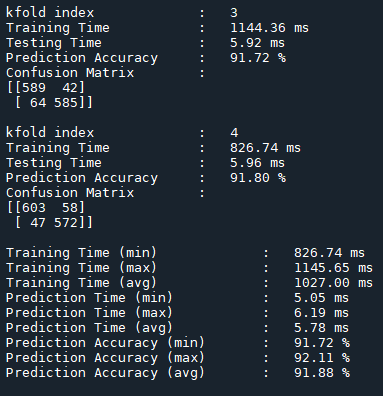 kfold index : 3
Training Time : 1144.36 ms
Testing Time : 5.92 ms
Prediction Accuracy : 91.72 %
Confusion Matrix :
[[589  42]
 [ 64 585]]
kfold index : 4
Training Time : 826.74 ms
Testing Time : 5.96 ms
Prediction Accuracy : 91.80 %
Confusion Matrix :
[[603  58]
 [ 47 572]]
Training Time (min) : 826.74 ms
Training Time (max) : 1145.65 ms
Training Time (avg) : 1027.00 ms
Prediction Time (min) : 5.05 ms
Prediction Time (max) : 6.19 ms
Prediction Time (avg) : 5.78 ms
Prediction Accuracy (min) : 91.72 %
Prediction Accuracy (max) : 92.11 %
Prediction Accuracy (avg) : 91.88 %